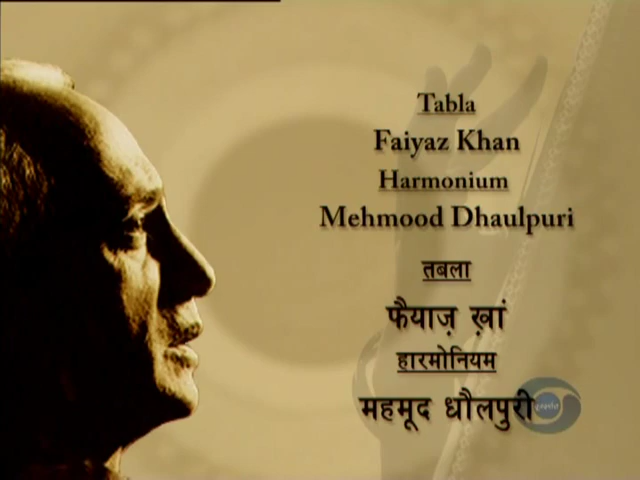 Tabla
Faiyaz Khan
Harmonium
Mehmood Dhaulpuri
तबला
फैयाज़ ख़ां
हारमोनियम
महमूद धौलपुरी